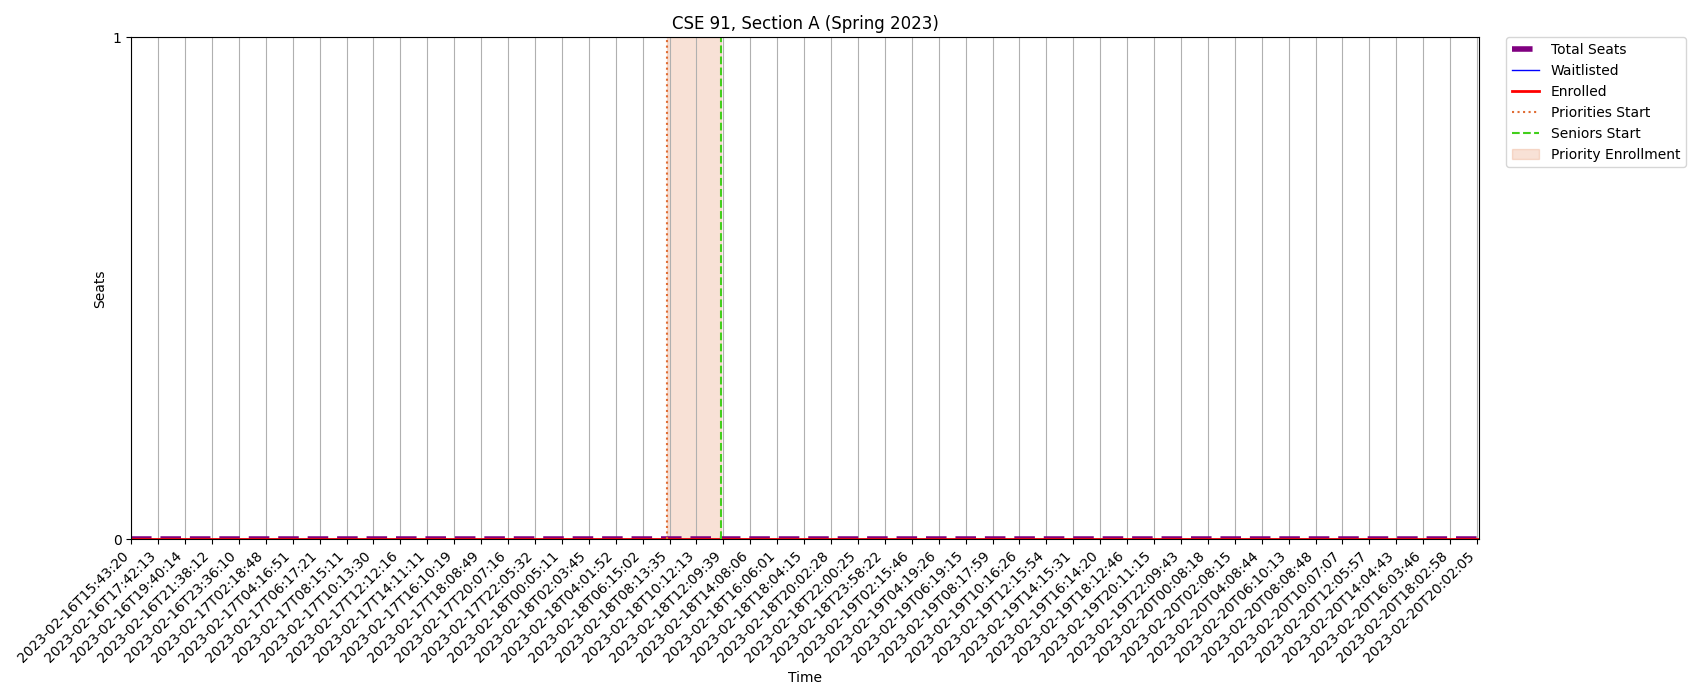 CSE 91, Section A (Spring 2023)
1
0
Seats
Total Seats
Waitlisted
Enrolled
Priorities Start
Seniors Start
Priority Enrollment
2023-02-16T15:43:20
2023-02-16T17:42:13
2023-02-16T19:40:14
2023-02-16T21:38:12
2023-02-16T23:36:10
2023-02-17T02:18:48
2023-02-17T04:16:51
2023-02-17T06:17:21
2023-02-17T08:15:11
2023-02-17T10:13:30
2023-02-17T12:12:16
2023-02-17T14:11:11
2023-02-17T16:10:19
2023-02-17T18:08:49
2023-02-17T20:07:16
2023-02-17T22:05:32
2023-02-18T00:05:11
2023-02-18T02:03:45
2023-02-18T04:01:52
2023-02-18T06:15:02
2023-02-18T08:13:35
2023-02-18T10:12:13
2023-02-18T12:09:39
2023-02-18T14:08:06
2023-02-18T16:06:01
2023-02-18T18:04:15
2023-02-18T20:02:28
2023-02-18T22:00:25
2023-02-18T23:58:22
2023-02-19T02:15:46
2023-02-19T04:19:26
2023-02-19T06:19:15
2023-02-19T08:17:59
2023-02-19T10:16:26
2023-02-19T12:15:54
2023-02-19T14:15:31
2023-02-19T16:14:20
2023-02-19T18:12:46
2023-02-19T20:11:15
2023-02-19T22:09:43
2023-02-20T00:08:18
2023-02-20T02:08:15
2023-02-20T04:08:44
2023-02-20T06:10:13
2023-02-20T08:08:48
2023-02-20T10:07:07
2023-02-20T12:05:57
2023-02-20T14:04:43
2023-02-20T16:03:46
2023-02-20T18:02:58
2023-02-20T20:02:05
Time